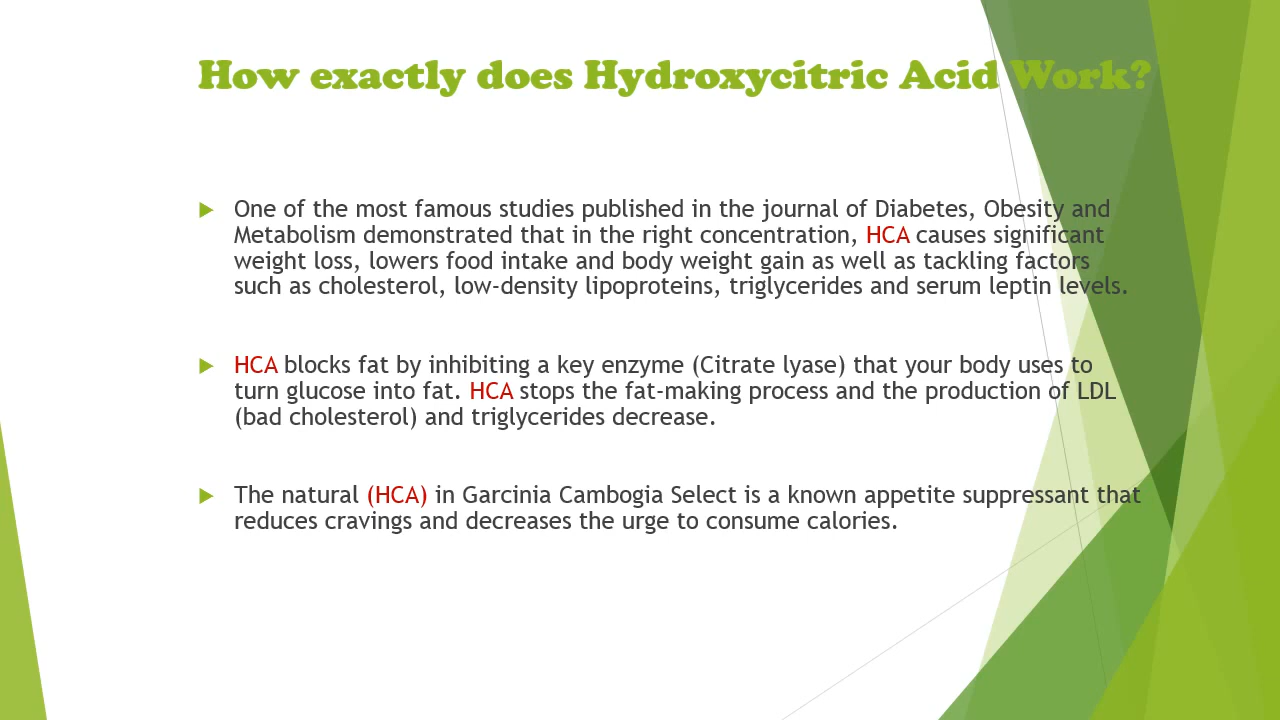 How exactly does Hydroxycitric Acid Work?
One of the most famous studies published in the journal of Diabetes, Obesity and
Metabolism demonstrated that in the right concentration, HCA causes significant
weight loss, lowers food intake and body weight gain as well as tackling factors
such as cholesterol, low-density lipoproteins, triglycerides and serum leptin levels.
HCA blocks fat by inhibiting a key enzyme (Citrate lyase) that your body uses to
turn glucose into fat. HCA stops the fat-making process and the production of LDL
(bad cholesterol) and triglycerides decrease.
The natural (HCA) in Garcinia Cambogia Select is a known appetite suppressant that
reduces cravings and decreases the urge to consume calories.